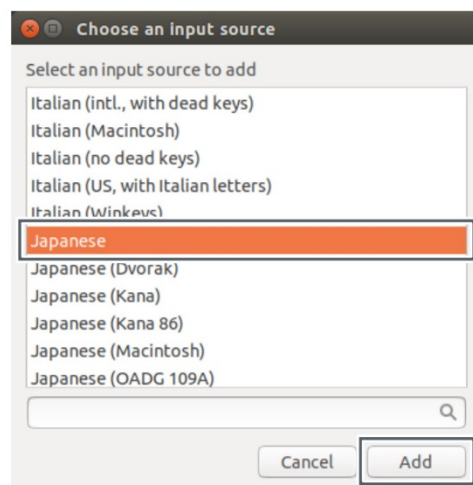 Choose an input source
Select an input source to add
Italian (intl., with dead keys)
Italian (Macintosh)
Italian (no dead keys)
Italian (US, with Italian letters)
Italian (Winkeys)
Japanese
Japanese (Dvorak)
Japanese (Kana)
Japanese (Kana 86)
Japanese (Macintosh)
Japanese (OADG 109A)
Cancel Add